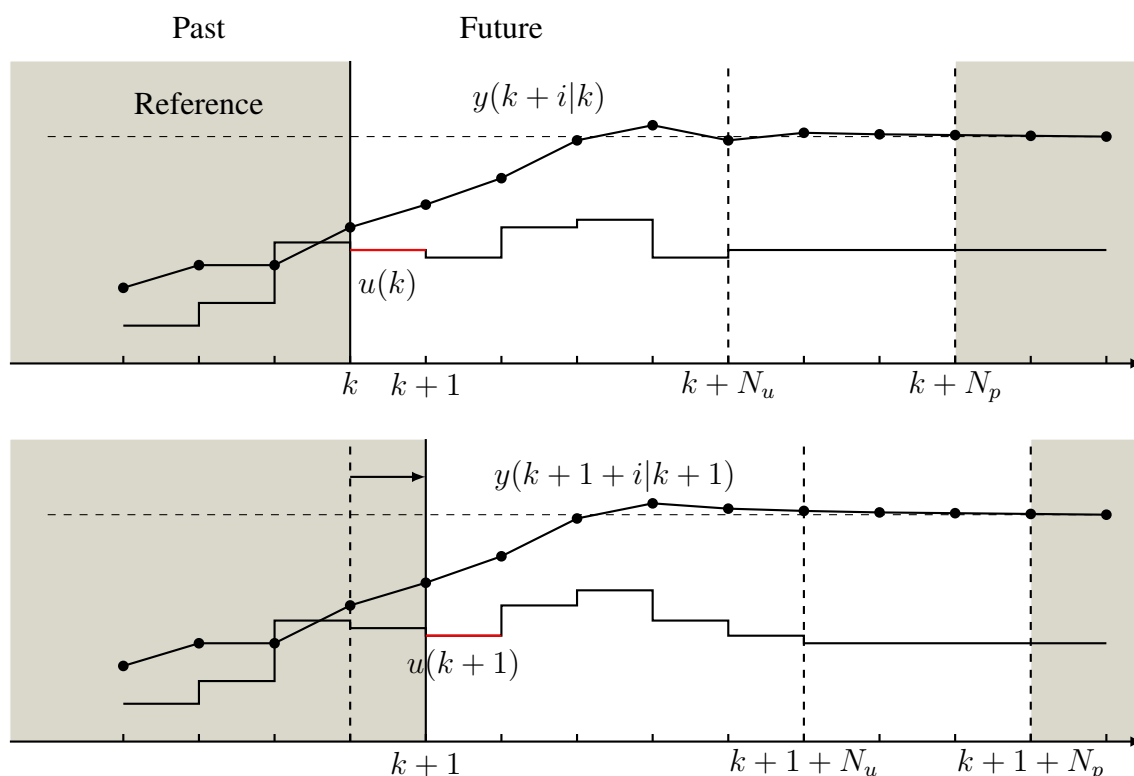 Past Future
Reference
y(k + i|k)
u(k)
k k + 1 k + N_u k + N_p
y(k + 1 + i|k + 1)
u(k + 1)
k + 1 k + 1 + N_u k + 1 + N_p